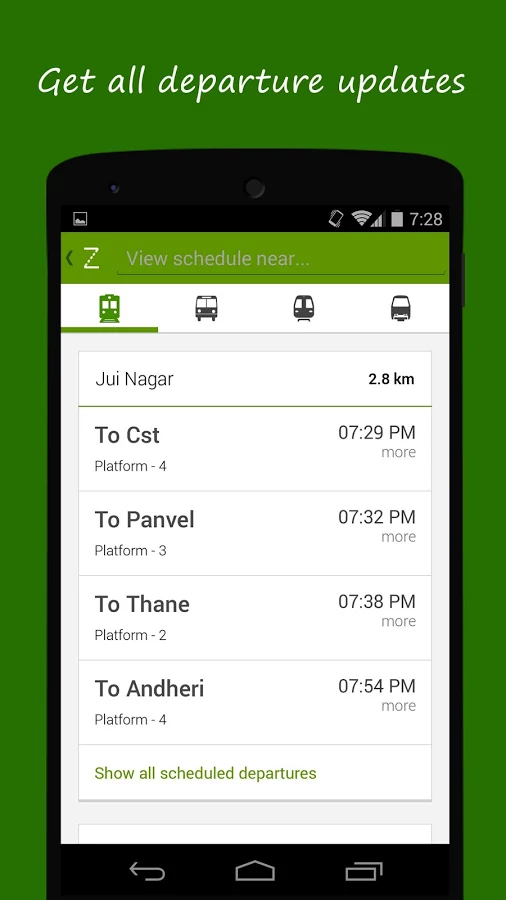 Get all departure updates
7:28
Z View schedule near...
Jui Nagar 2.8 km
To Cst 07:29 PM
Platform - 4 more
To Panvel 07:32 PM
Platform - 3 more
To Thane 07:38 PM
Platform - 2 more
To Andheri 07:54 PM
Platform - 4 more
Show all scheduled departures